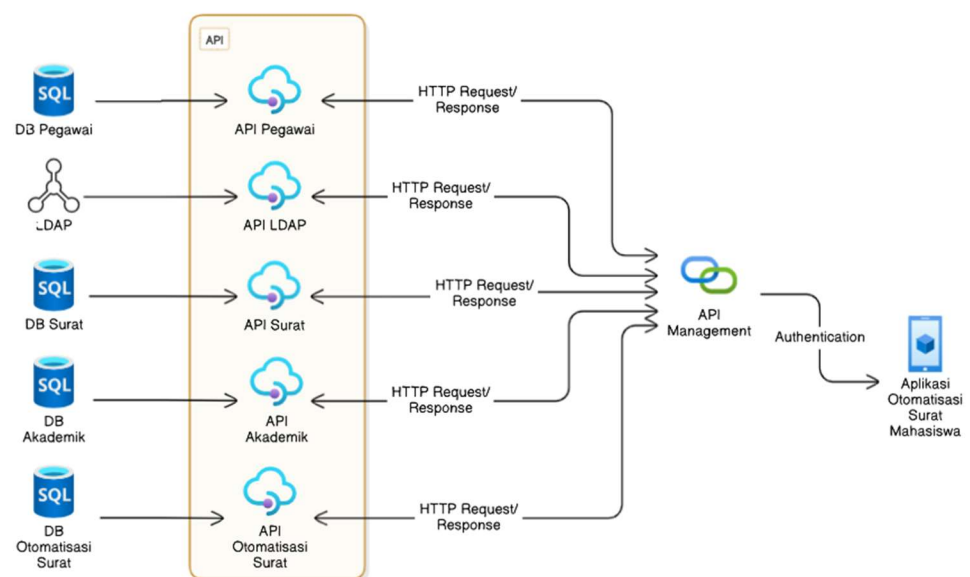 API
SQL
DB Pegawai
API Pegawai
HTTP Request/
Response
LDAP
API LDAP
HTTP Request/
Response
SQL
DB Surat
API Surat
HTTP Request/
Response
API
Management
Authentication
Aplikasi
Otomatisasi
Surat
Mahasiswa
SQL
DB
Akademik
API
Akademik
HTTP Request/
Response
SQL
DB
Otomatisasi
Surat
API
Otomatisasi
Surat
HTTP Request/
Response